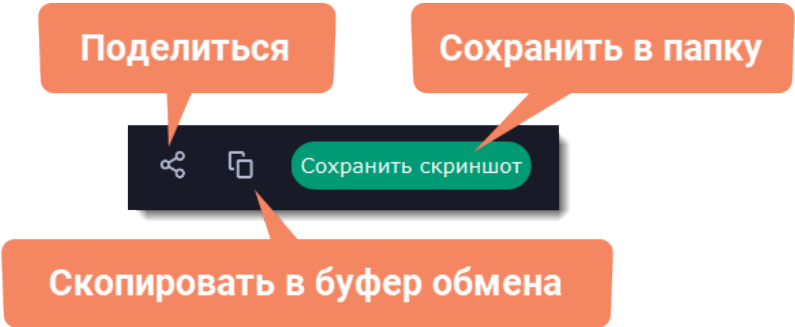 Поделиться
Сохранить в папку
Сохранить скриншот
Скопировать в буфер обмена